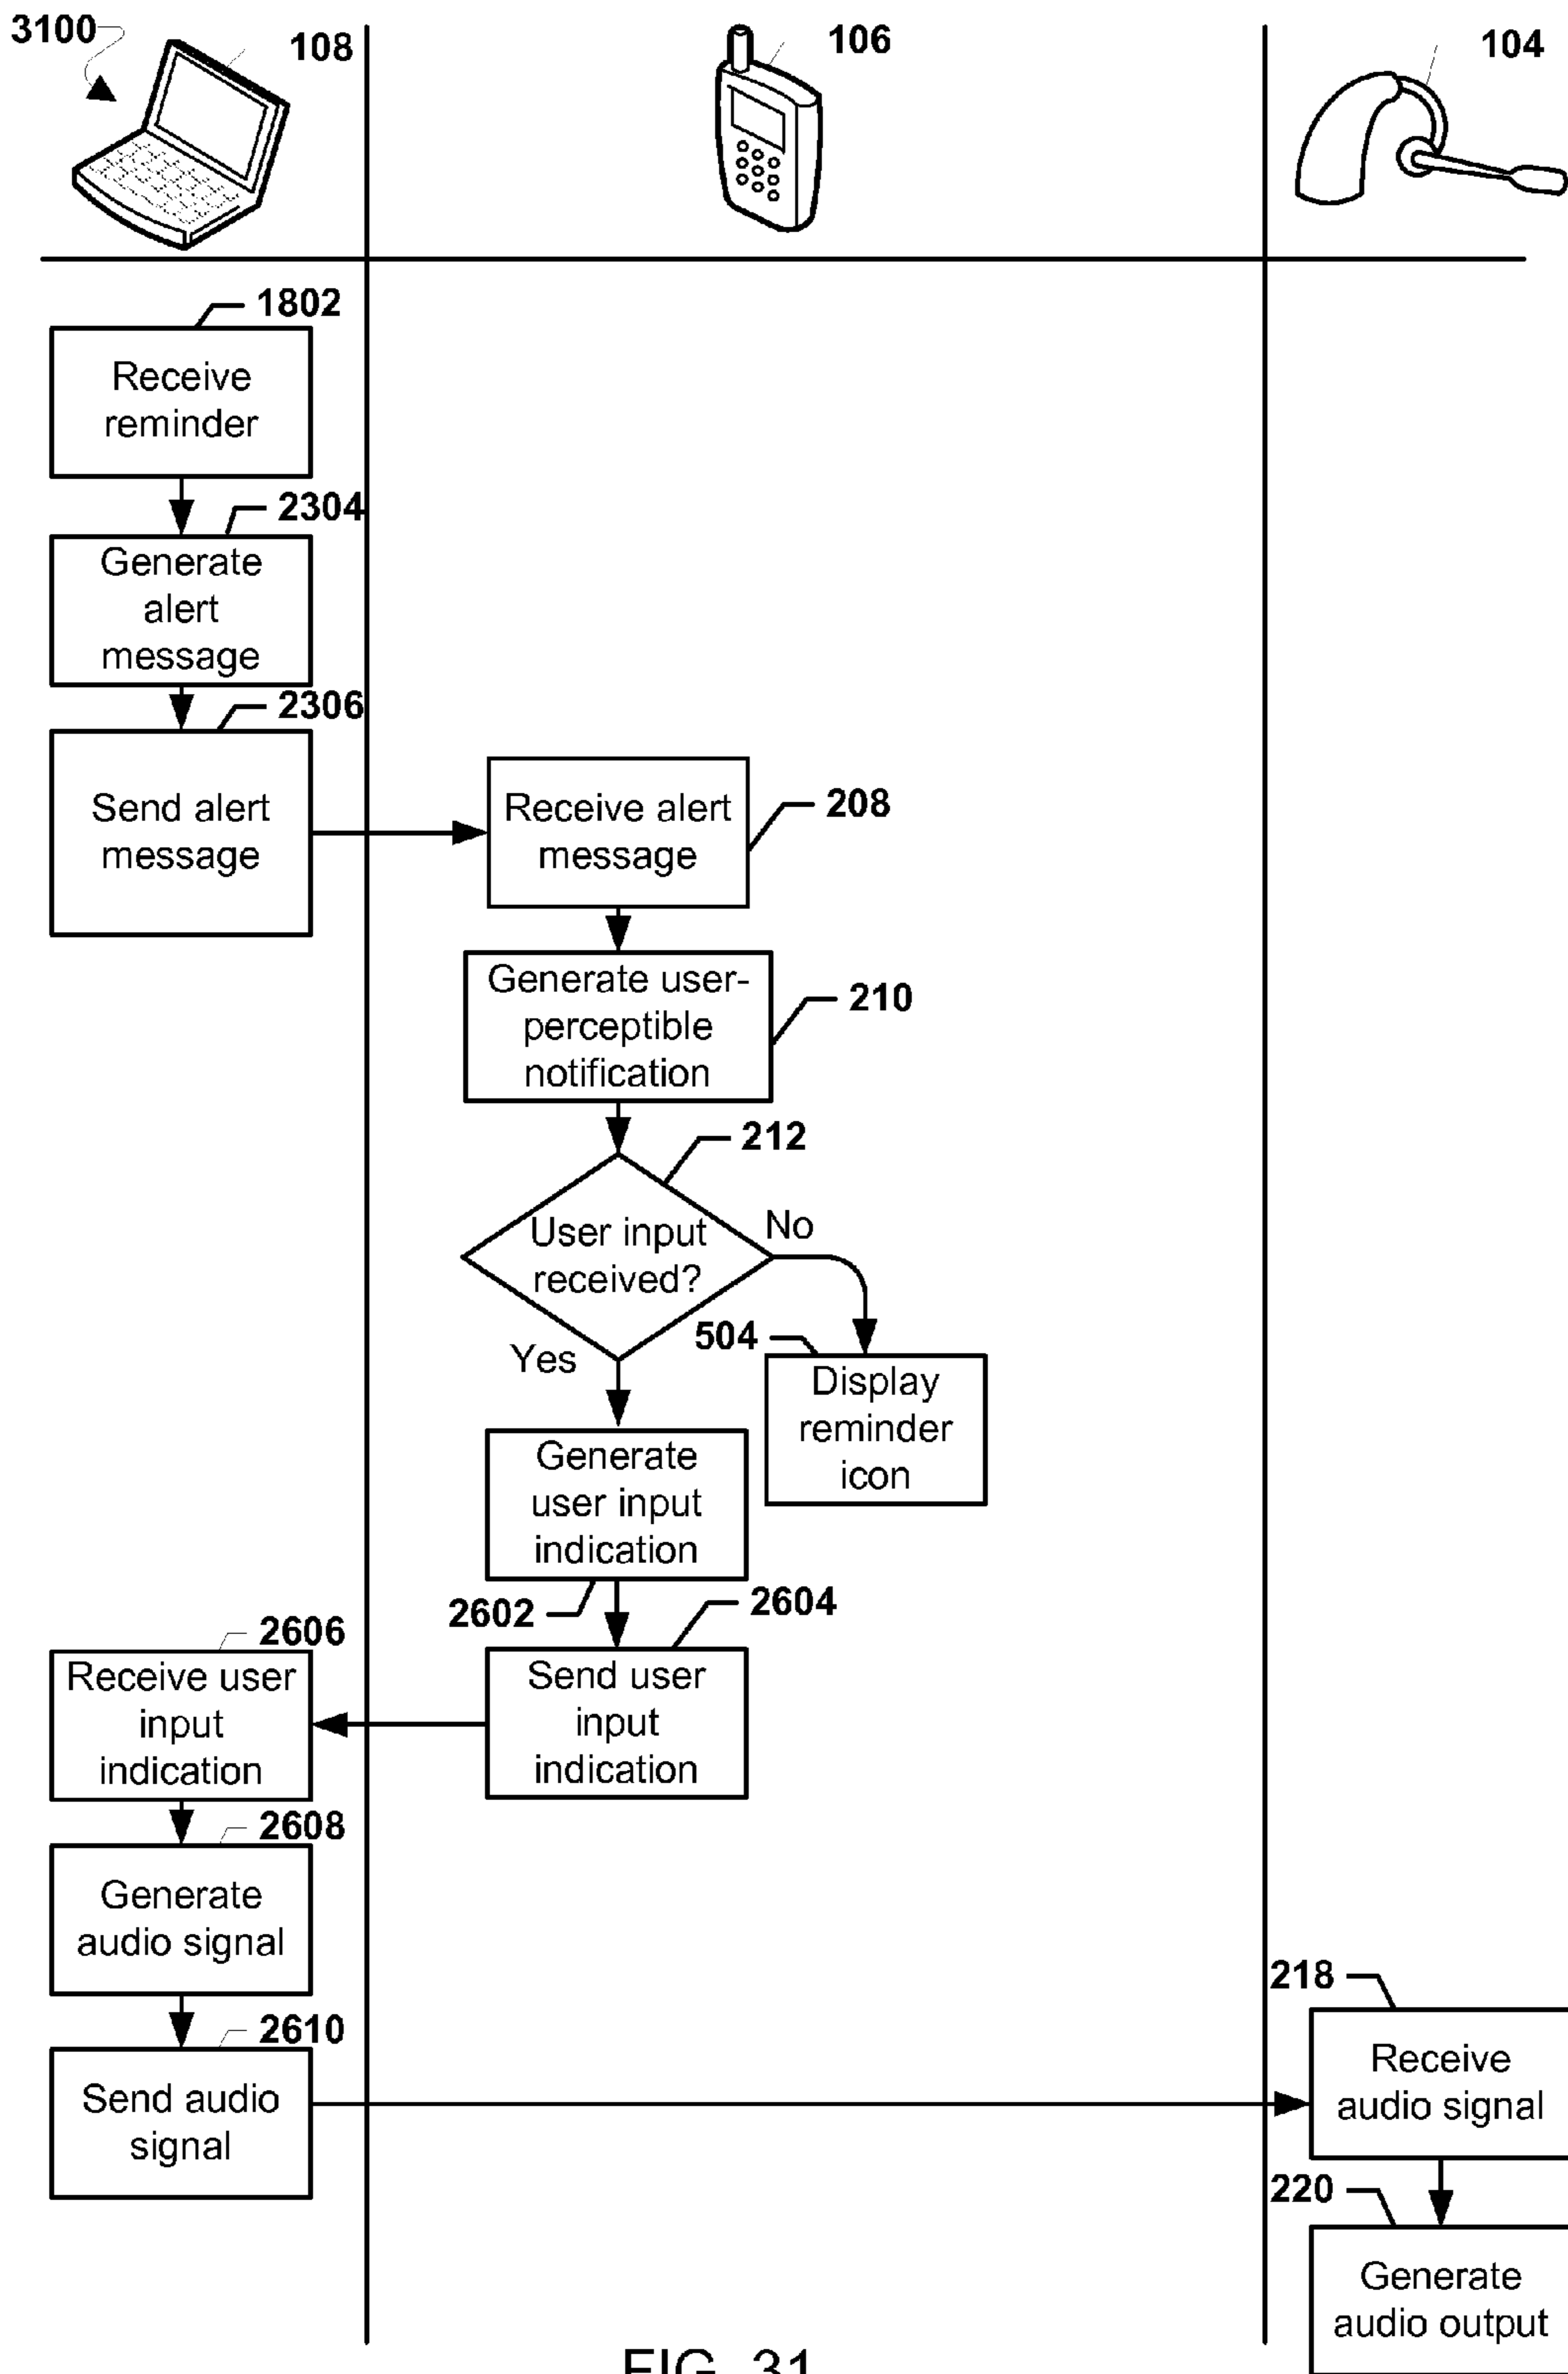 3100
108
106
104
1802
Receive
reminder
2304
Generate
alert
message
2306
Send alert
message
Receive alert
message
208
Generate user-
perceptible
notification
210
212
User input
received?
No
Yes
504
Display
reminder
icon
Generate
user input
indication
2602
2604
Send user
input
indication
2606
Receive user
input
indication
2608
Generate
audio signal
2610
Send audio
signal
218
Receive
audio signal
220
Generate
audio output
FIG. 31